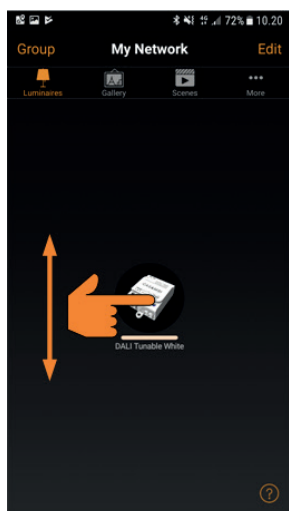 72% 10.20
Group My Network Edit
Luminaires Gallery Scenes More
DALI Tunable White
?